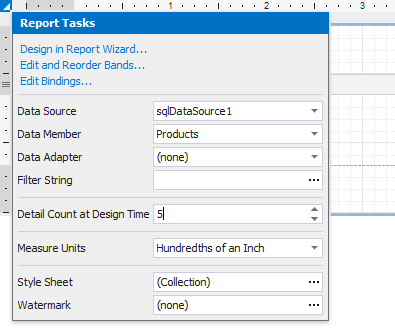 1 2 3
Report Tasks
Design in Report Wizard...
Edit and Reorder Bands...
Edit Bindings...
Data Source sqlDataSource1
Data Member Products
Data Adapter (none)
Filter String ...
Detail Count at Design Time 5
Measure Units Hundredths of an Inch
Style Sheet (Collection) ...
Watermark (none) ...